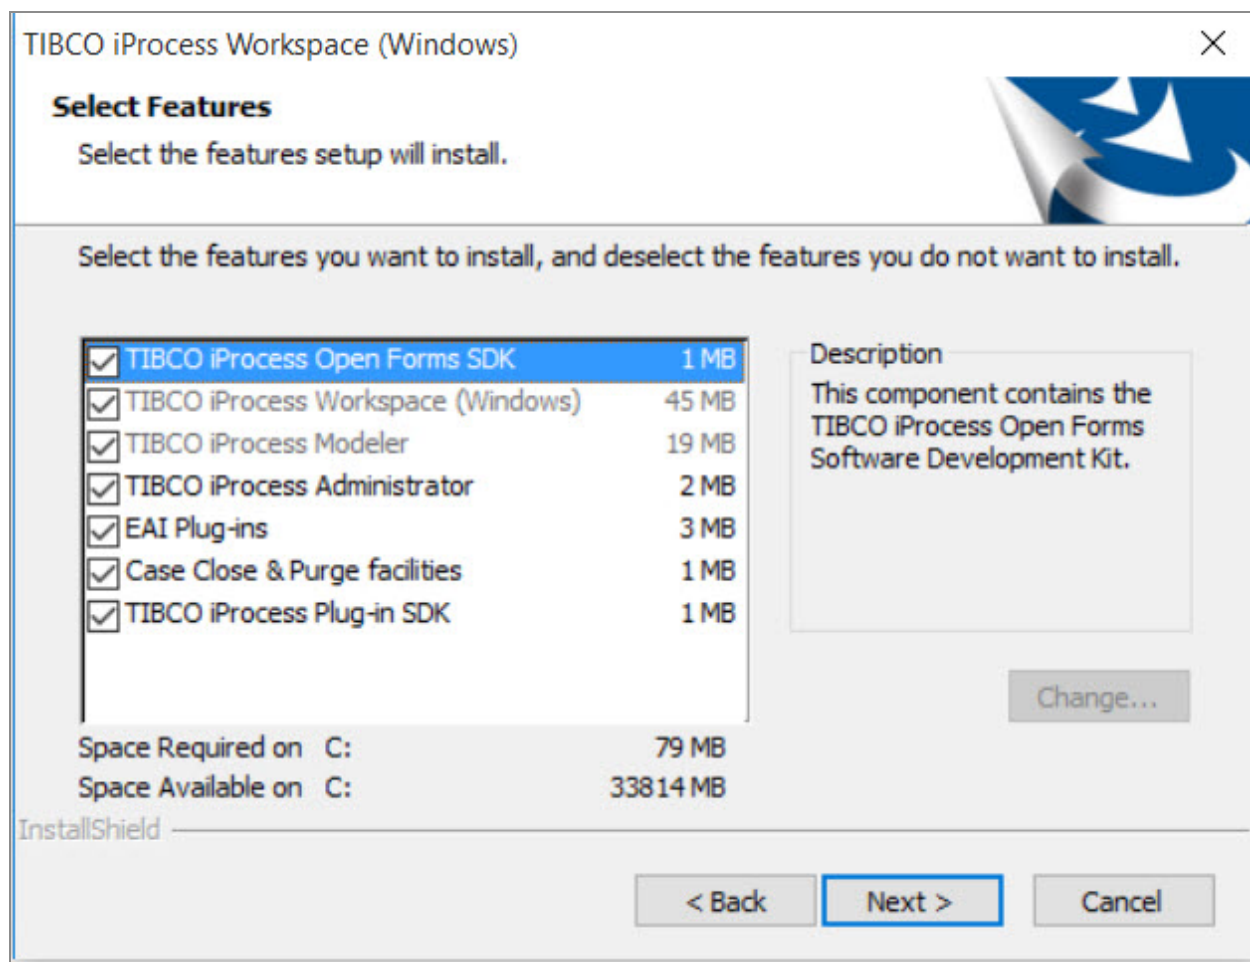 TIBCO iProcess Workspace (Windows)
Select Features
Select the features setup will install.
Select the features you want to install, and deselect the features you do not want to install.
TIBCO iProcess Open Forms SDK 1 MB
TIBCO iProcess Workspace (Windows) 45 MB
TIBCO iProcess Modeler 19 MB
TIBCO iProcess Administrator 2 MB
EAI Plug-ins 3 MB
Case Close & Purge facilities 1 MB
TIBCO iProcess Plug-in SDK 1 MB
Description
This component contains the
TIBCO iProcess Open Forms
Software Development Kit.
Change...
Space Required on C: 79 MB
Space Available on C: 33814 MB
InstallShield
< Back Next > Cancel